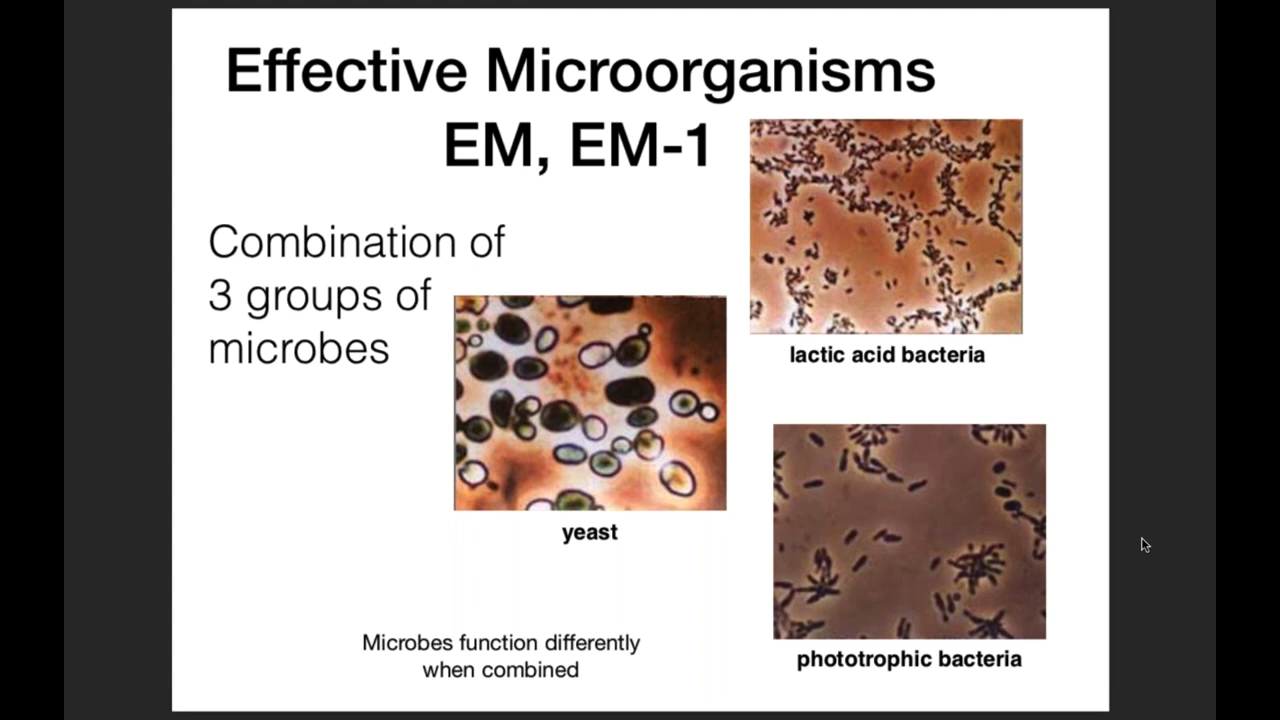 Effective Microorganisms
EM, EM-1
Combination of
3 groups of
microbes
lactic acid bacteria
yeast
phototrophic bacteria
Microbes function differently
when combined